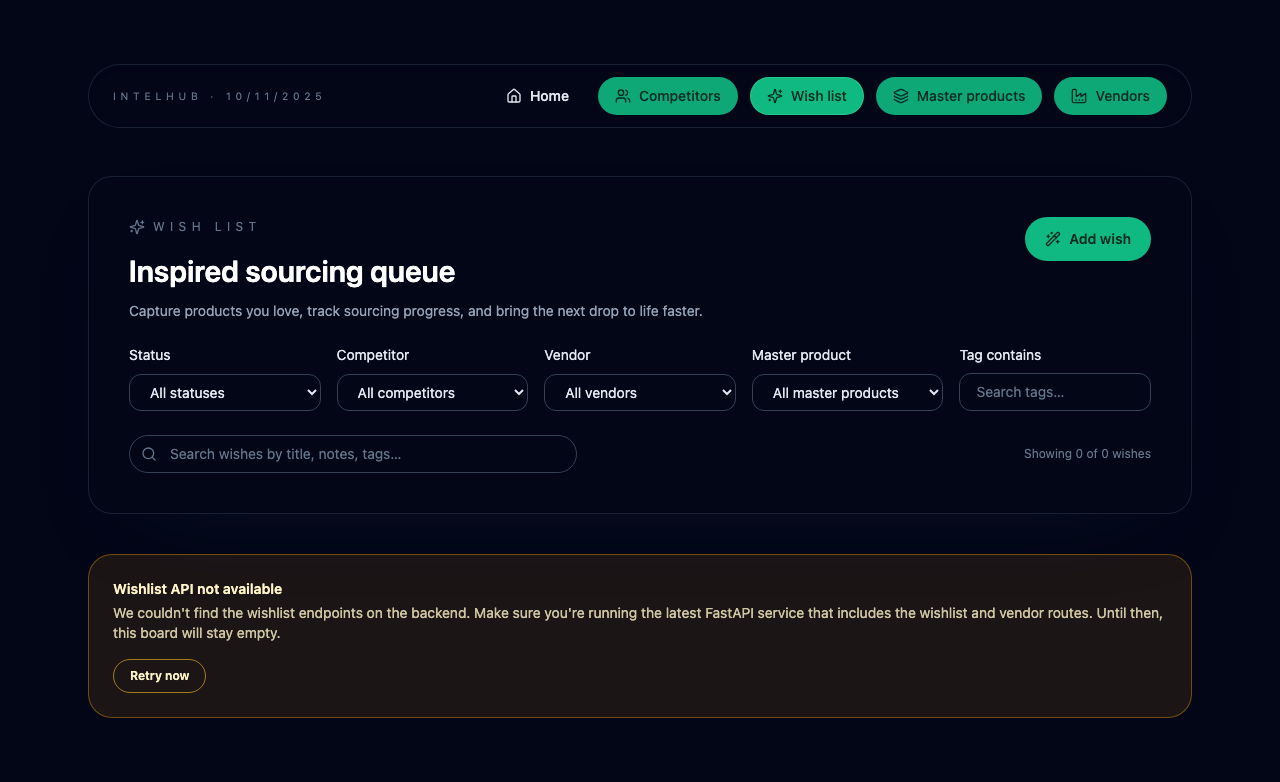 INTELHUB · 10/11/2025
Home
Competitors
Wish list
Master products
Vendors
WISH LIST
Add wish
Inspired sourcing queue
Capture products you love, track sourcing progress, and bring the next drop to life faster.
Status
Competitor
Vendor
Master product
Tag contains
All statuses
All competitors
All vendors
All master products
Search tags...
Search wishes by title, notes, tags...
Showing 0 of 0 wishes
Wishlist API not available
We couldn't find the wishlist endpoints on the backend. Make sure you're running the latest FastAPI service that includes the wishlist and vendor routes. Until then,
this board will stay empty.
Retry now